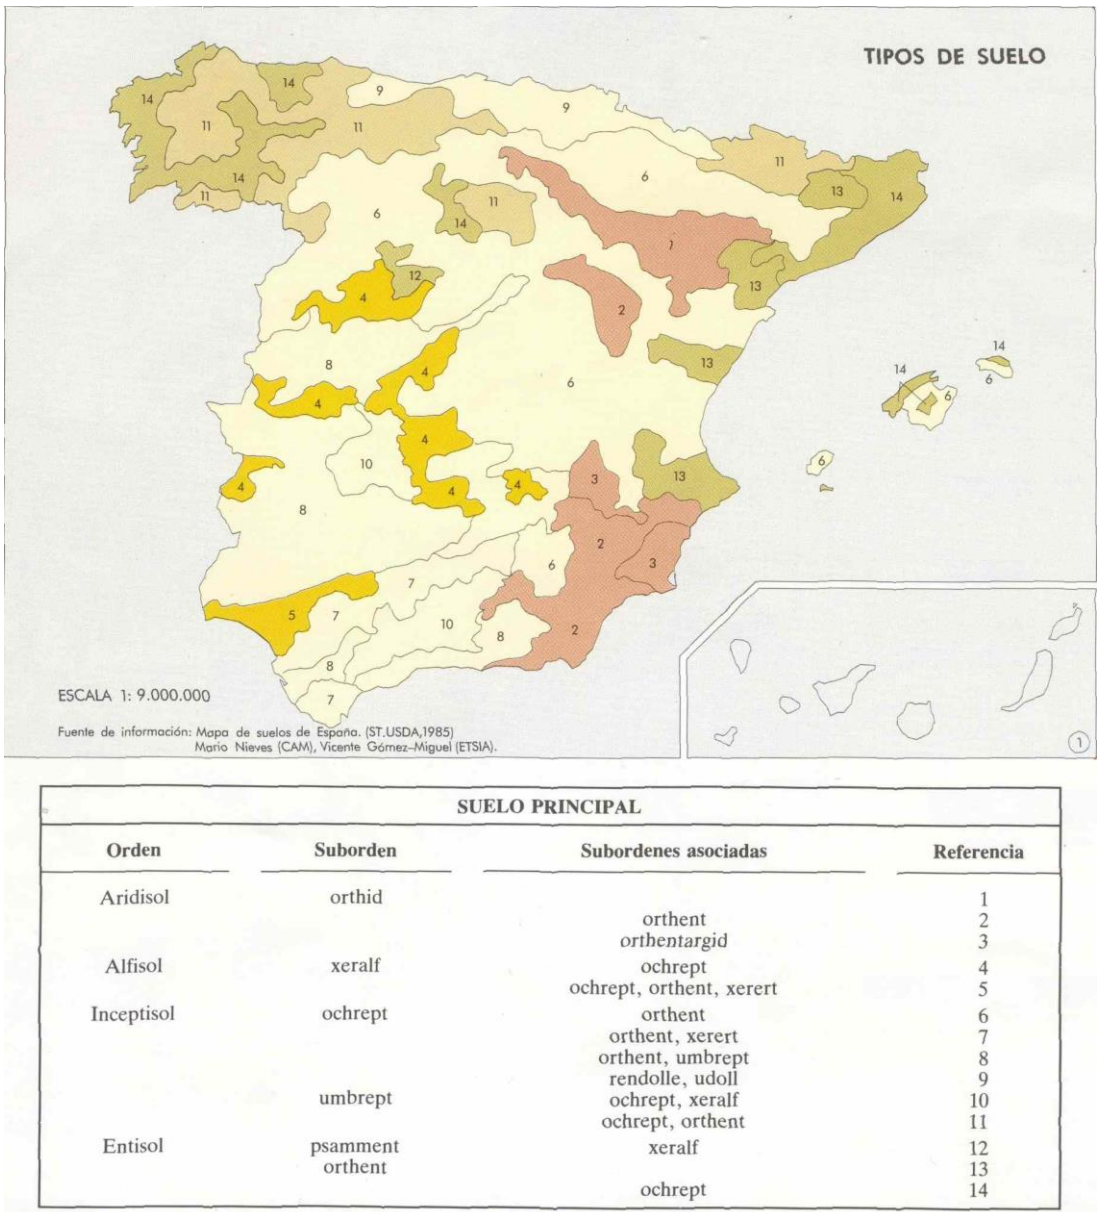 TIPOS DE SUELO
14
14
9
9
11
11
11
6
13
14
14
11
11
6
14
1
12
13
4
2
14
14
8
4
13
6
6
6
4
4
10
6
3
13
4
4
4
8
2
6
3
7
5
7
10
8
2
8
7
ESCALA 1: 9.000.000
Fuente de información: Mapa de suelos de España. (ST.USDA,1985)
Mario Nieves (CAM), Vicente Gómez–Miguel (ETSIA).
1
SUELO PRINCIPAL
Orden Suborden Subordenes asociadas Referencia
Aridisol orthid 1
orthent 2
orthentargid 3
Alfisol xeralf ochrept 4
ochrept, orthent, xerert 5
Inceptisol ochrept orthent 6
orthent, xerert 7
orthent, umbrept 8
rendolle, udoll 9
umbrept ochrept, xeralf 10
ochrept, orthent 11
Entisol psamment xeralf 12
orthent 13
ochrept 14